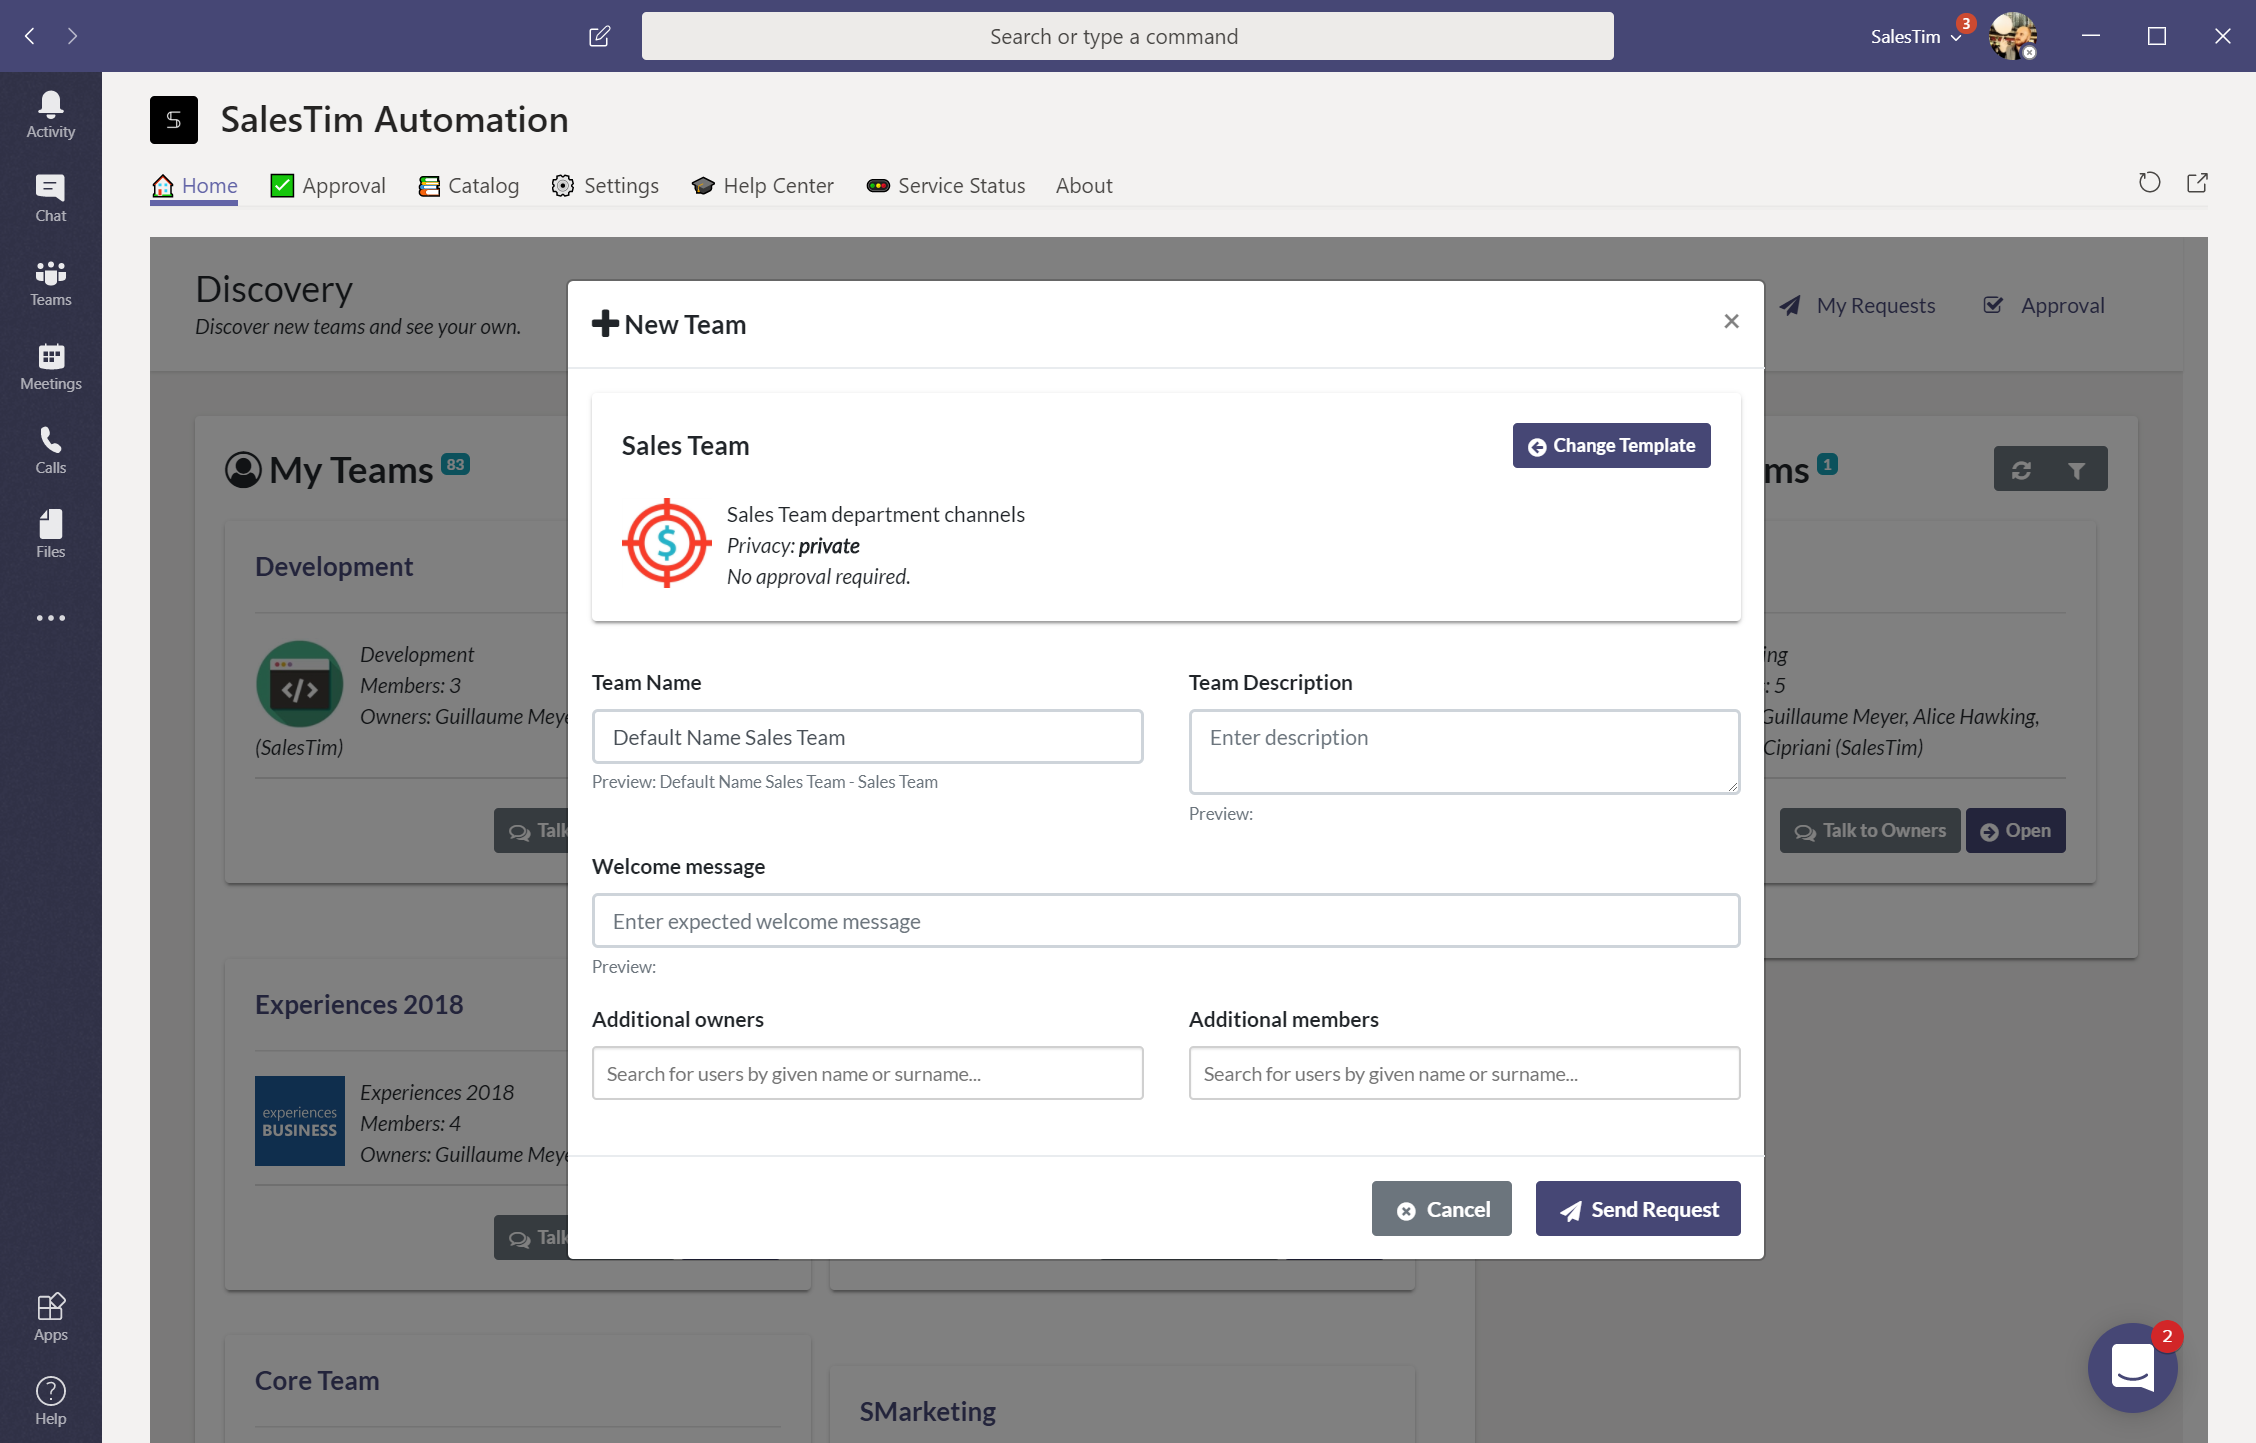 Search or type a command
SalesTim
3
Activity
Chat
Teams
Meetings
Calls
Files
Apps
Help
SalesTim Automation
Home
Approval
Catalog
Settings
Help Center
Service Status
About
Discovery
Discover new teams and see your own.
My Requests
Approval
My Teams 83
Development
Development
Members: 3
Owners: Guillaume Meye
(SalesTim)
Talk
Experiences 2018
experiences
BUSINESS
Experiences 2018
Members: 4
Owners: Guillaume Meye
Talk
Core Team
SMarketing
New Team
×
Sales Team
Change Template
$
Sales Team department channels
Privacy: private
No approval required.
Team Name
Default Name Sales Team
Preview: Default Name Sales Team - Sales Team
Team Description
Enter description
Preview:
Welcome message
Enter expected welcome message
Preview:
Additional owners
Search for users by given name or surname...
Additional members
Search for users by given name or surname...
Cancel
Send Request
ms 1
ing
: 5
Guillaume Meyer, Alice Hawking,
Cipriani (SalesTim)
Talk to Owners
Open
2